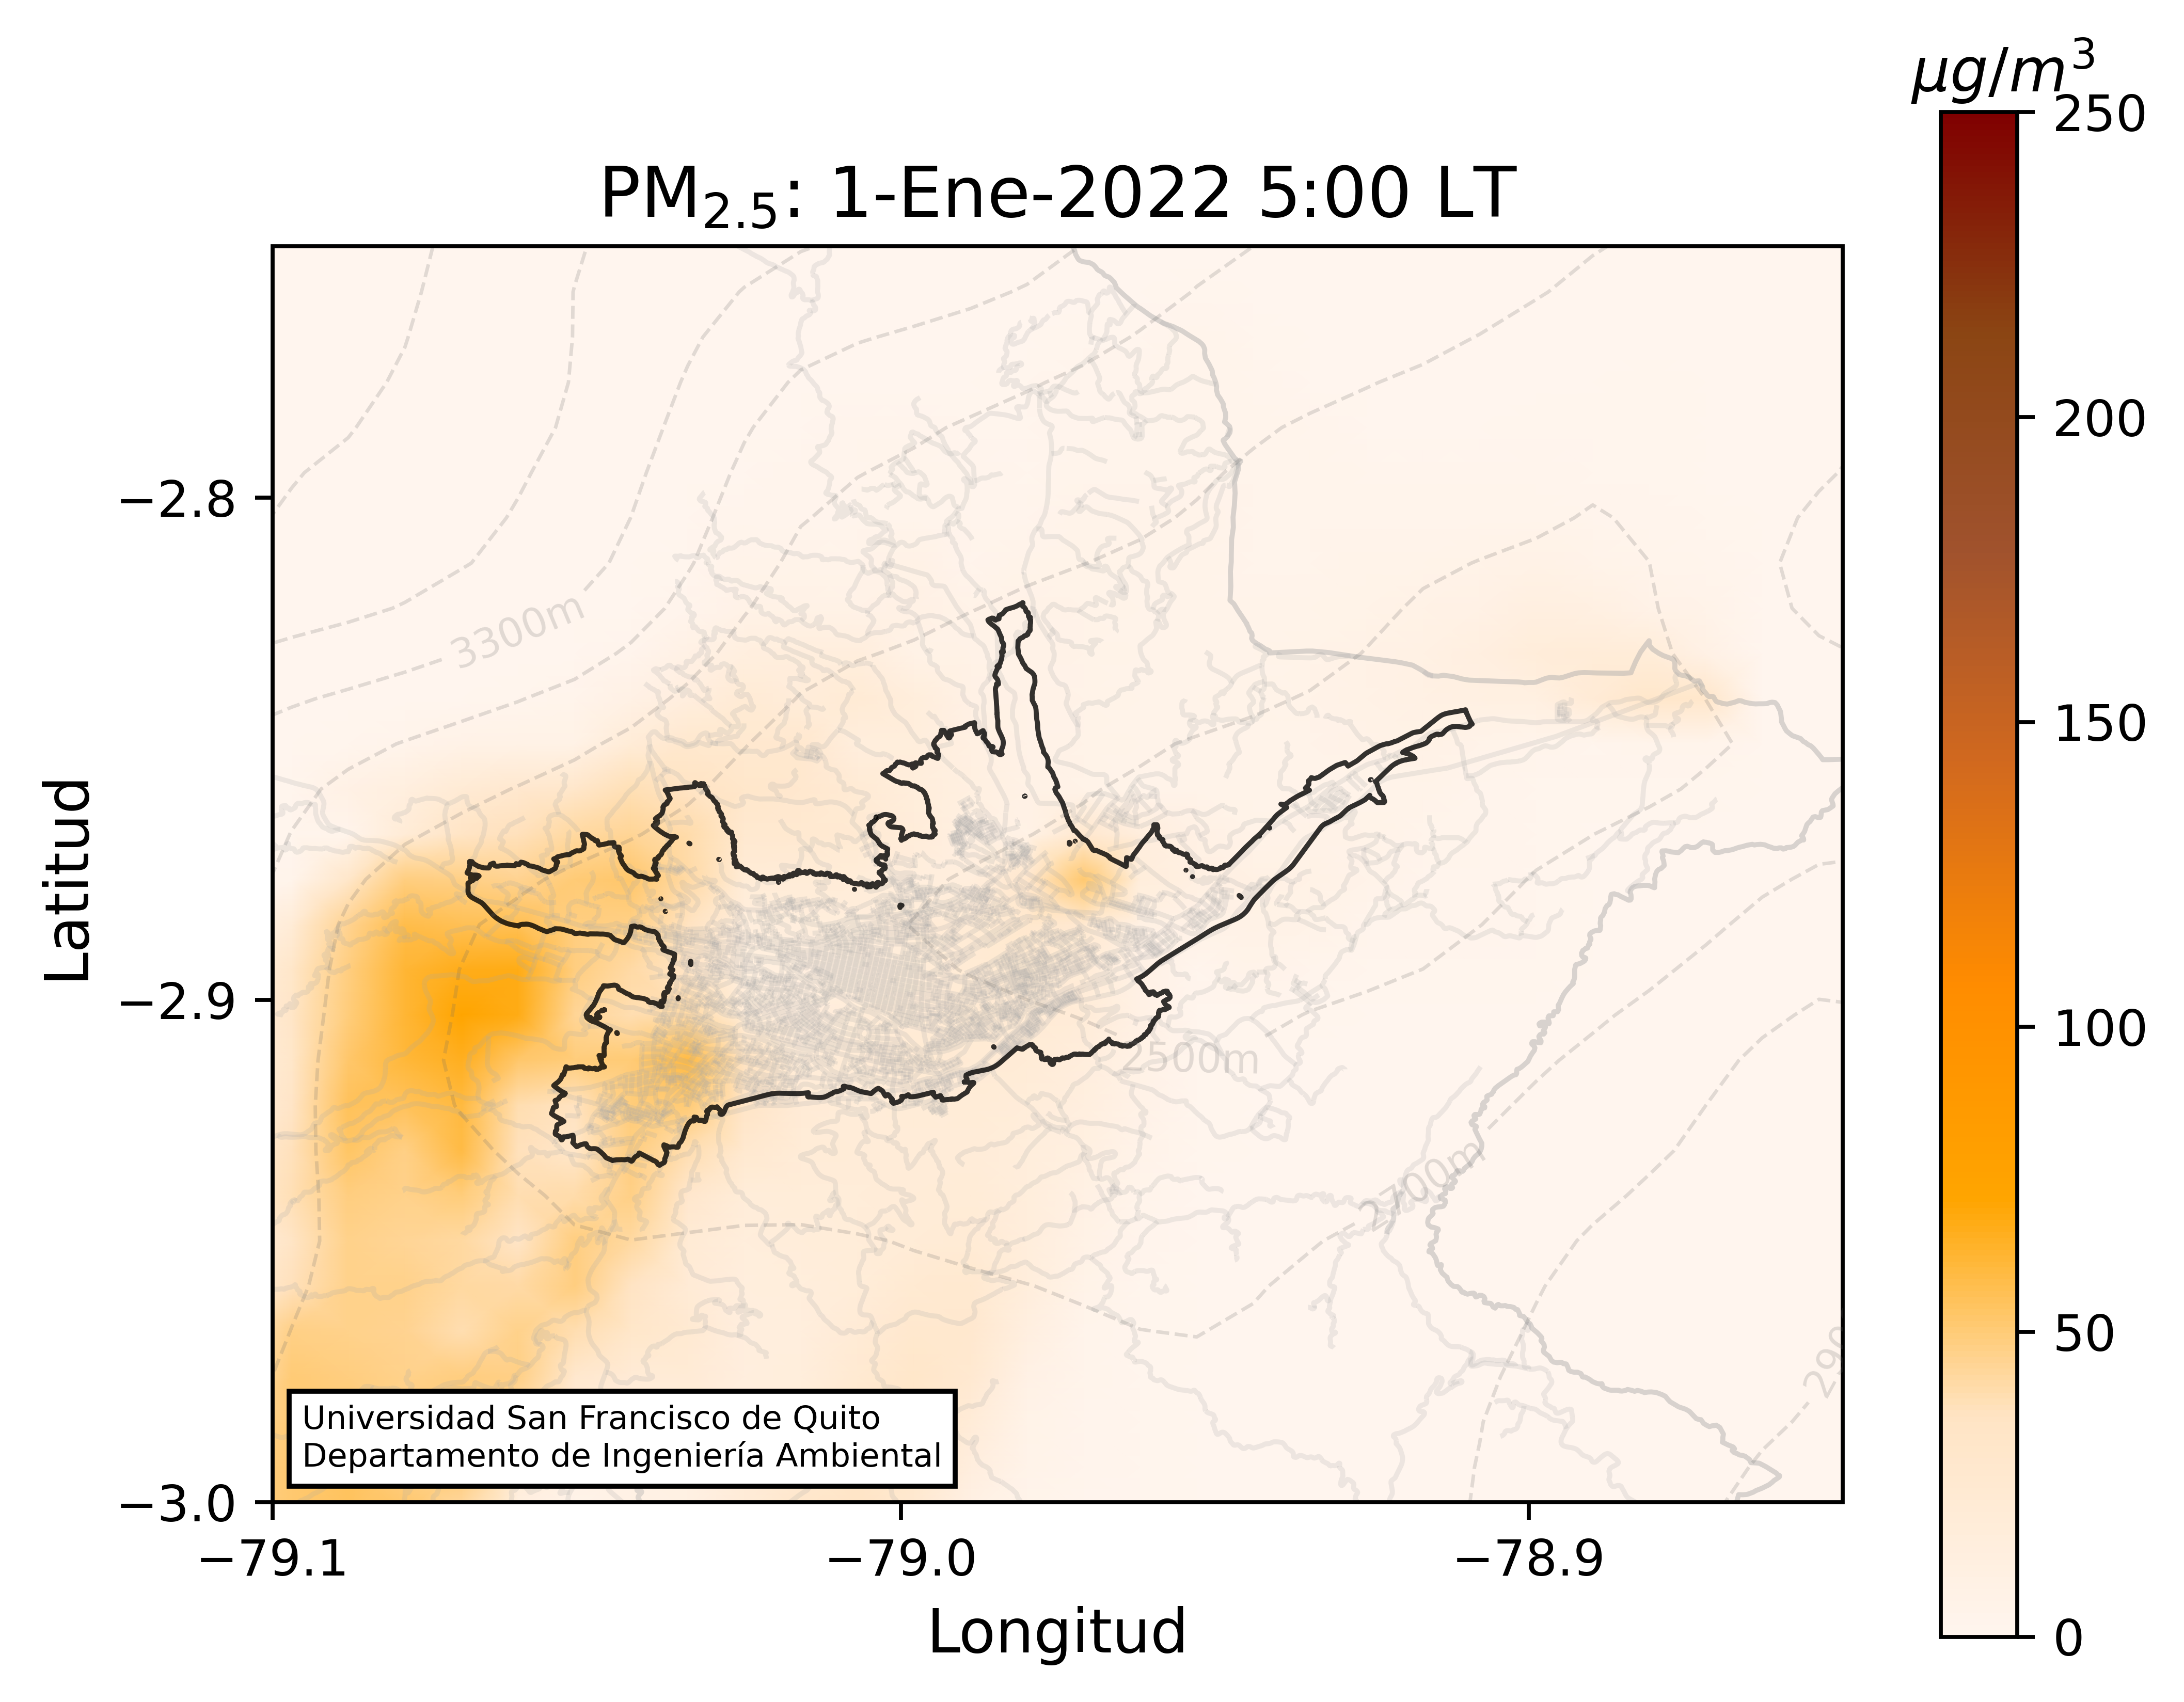 μg/m³
250
PM₂.₅: 1-Ene-2022 5:00 LT
200
−2.8
3300m
150
Latitud
−2.9
100
2500m
2700m
50
Universidad San Francisco de Quito
Departamento de Ingeniería Ambiental
−3.0
0
−79.1
−79.0
−78.9
Longitud